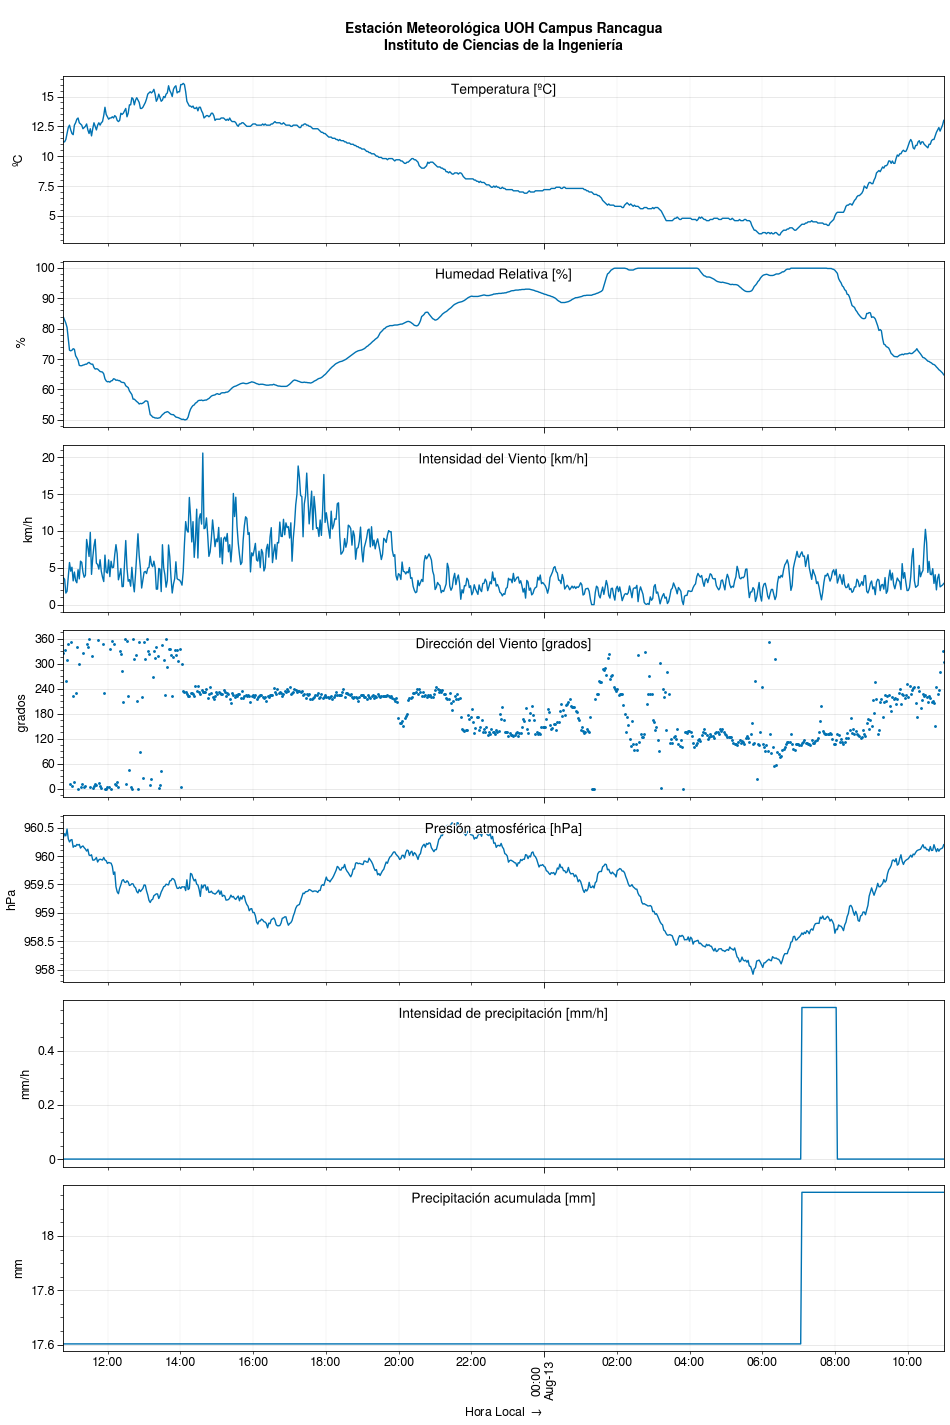 Estación Meteorológica UOH Campus Rancagua
Instituto de Ciencias de la Ingeniería
Temperatura [ºC]
15
12.5
10
7.5
5
ºC
Humedad Relativa [%]
100
90
80
70
60
50
%
Intensidad del Viento [km/h]
20
15
10
5
0
km/h
Dirección del Viento [grados]
360
300
240
180
120
60
0
grados
Presión atmosférica [hPa]
960.5
960
959.5
959
958.5
958
hPa
Intensidad de precipitación [mm/h]
0.4
0.2
0
mm/h
Precipitación acumulada [mm]
18
17.8
17.6
mm
12:00 14:00 16:00 18:00 20:00 22:00 00:00 02:00 04:00 06:00 08:00 10:00
Aug-13
Hora Local →